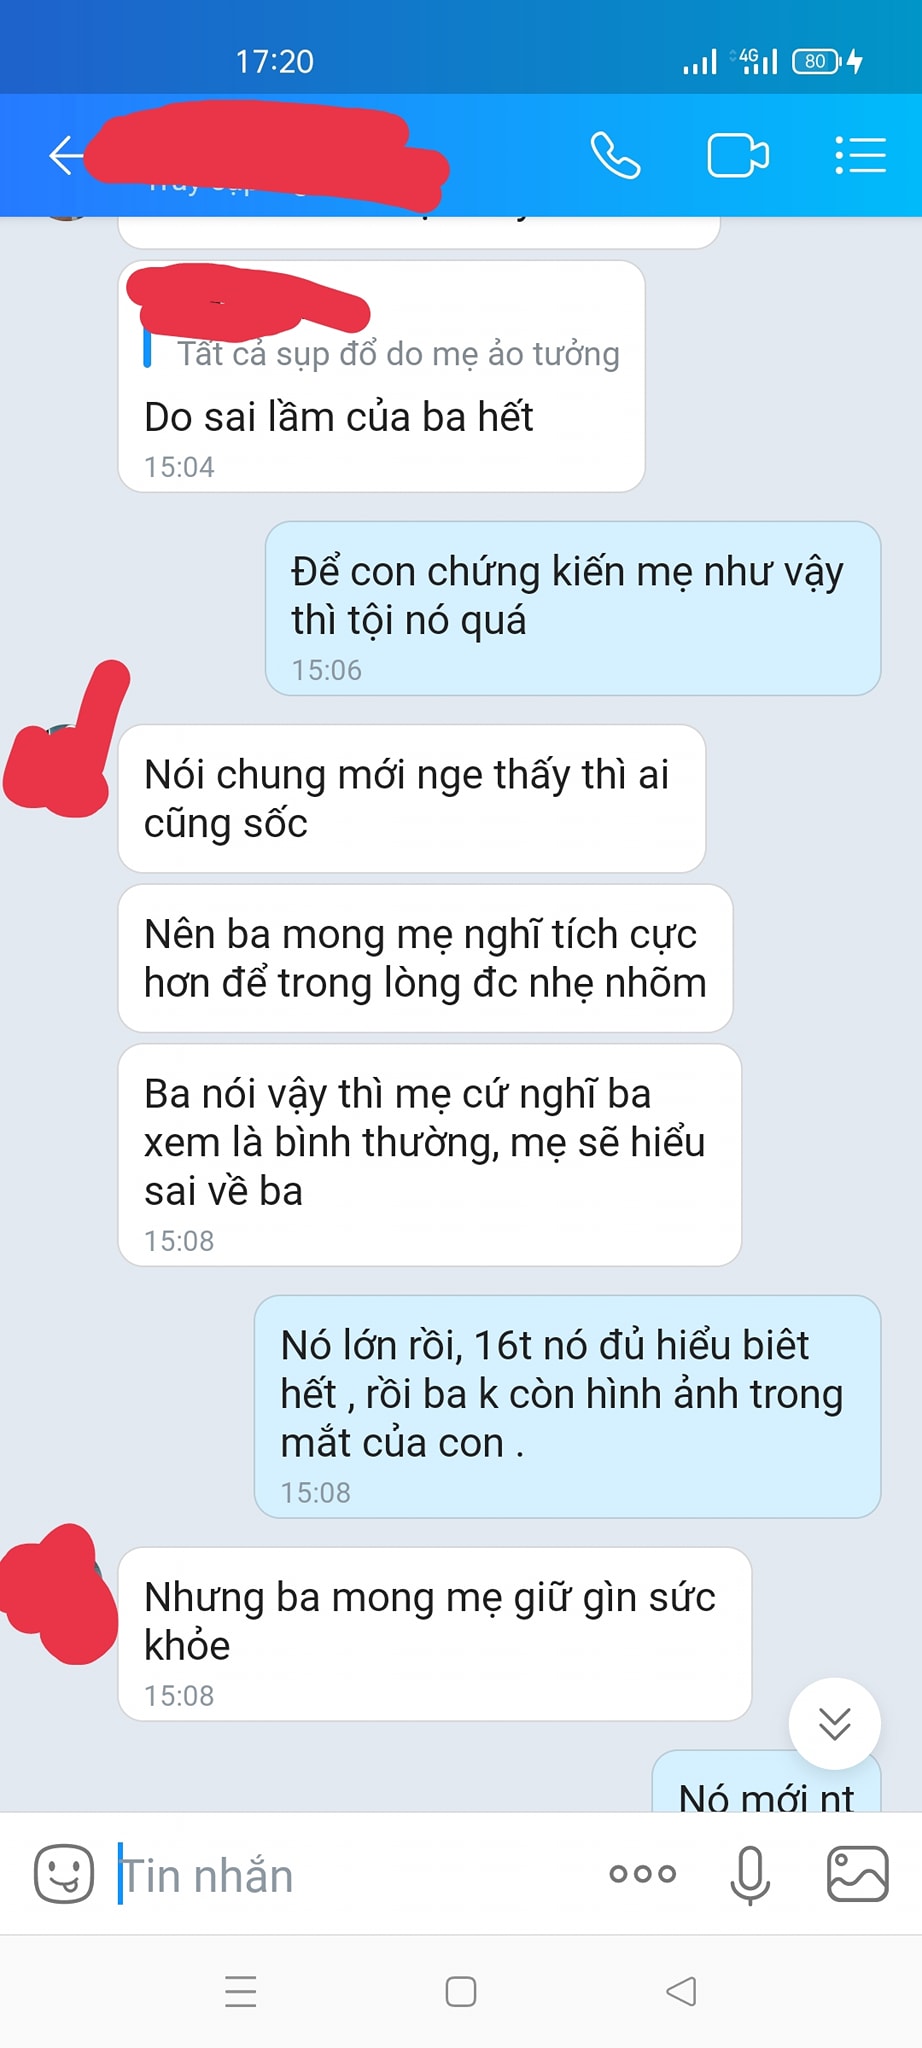 17:20
4G
80
Tất cả sụp đổ do mẹ ảo tưởng
Do sai lầm của ba hết
15:04
Để con chứng kiến mẹ như vậy
thì tội nó quá
15:06
Nói chung mới nge thấy thì ai
cũng sốc
Nên ba mong mẹ nghĩ tích cực
hơn để trong lòng đc nhẹ nhõm
Ba nói vậy thì mẹ cứ nghĩ ba
xem là bình thường, mẹ sẽ hiểu
sai về ba
15:08
Nó lớn rồi, 16t nó đủ hiểu biêt
hết , rồi ba k còn hình ảnh trong
mắt của con .
15:08
Nhưng ba mong mẹ giữ gìn sức
khỏe
15:08
Nó mới nt
Tin nhắn